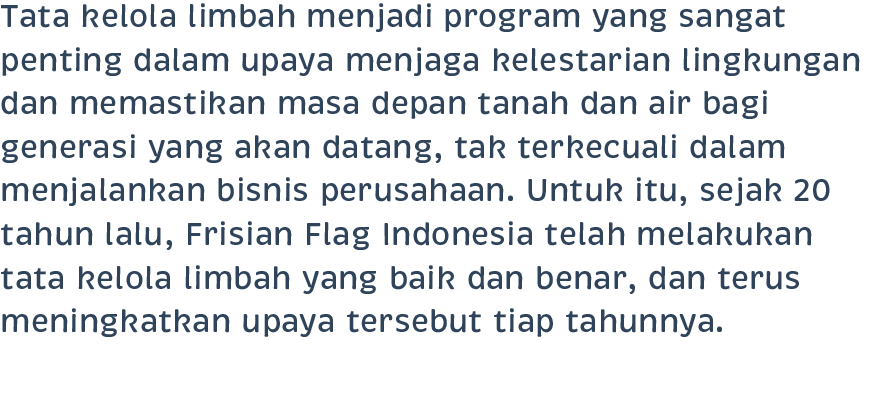 Tata kelola limbah menjadi program yang sangat
penting dalam upaya menjaga kelestarian lingkungan
dan memastikan masa depan tanah dan air bagi
generasi yang akan datang, tak terkecuali dalam
menjalankan bisnis perusahaan. Untuk itu, sejak 20
tahun lalu, Frisian Flag Indonesia telah melakukan
tata kelola limbah yang baik dan benar, dan terus
meningkatkan upaya tersebut tiap tahunnya.